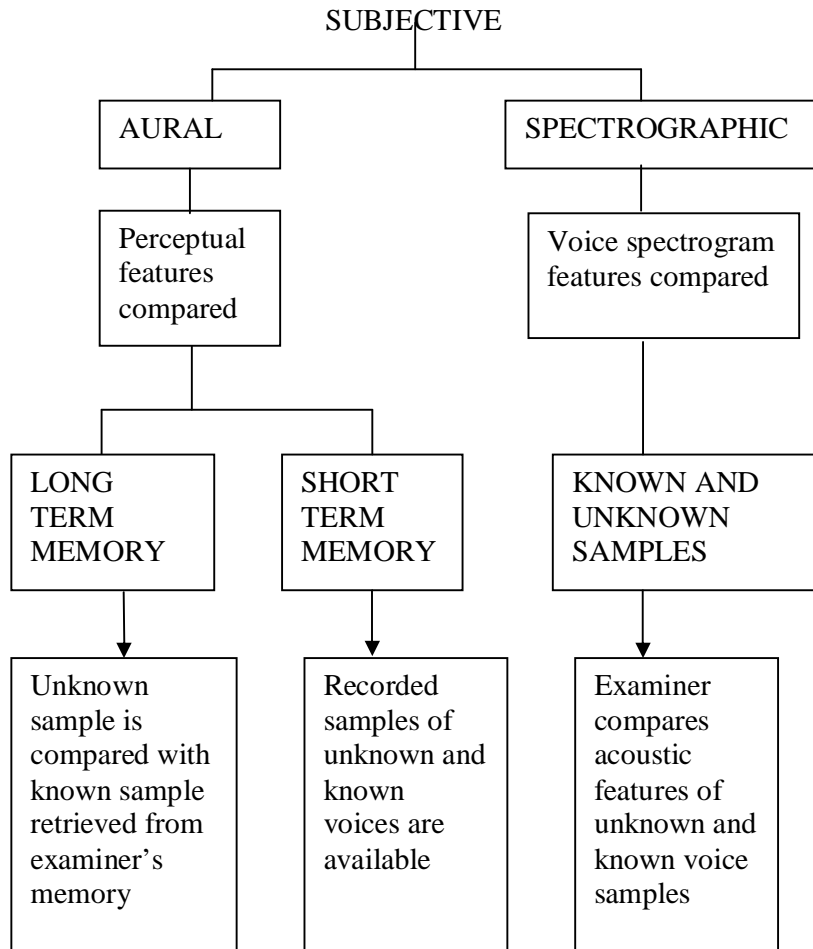 SUBJECTIVE
AURAL
SPECTROGRAPHIC
Perceptual
features
compared
Voice spectrogram
features compared
LONG
TERM
MEMORY
SHORT
TERM
MEMORY
KNOWN AND
UNKNOWN
SAMPLES
Unknown
sample is
compared with
known sample
retrieved from
examiner’s
memory
Recorded
samples of
unknown and
known
voices are
available
Examiner
compares
acoustic
features of
unknown and
known voice
samples